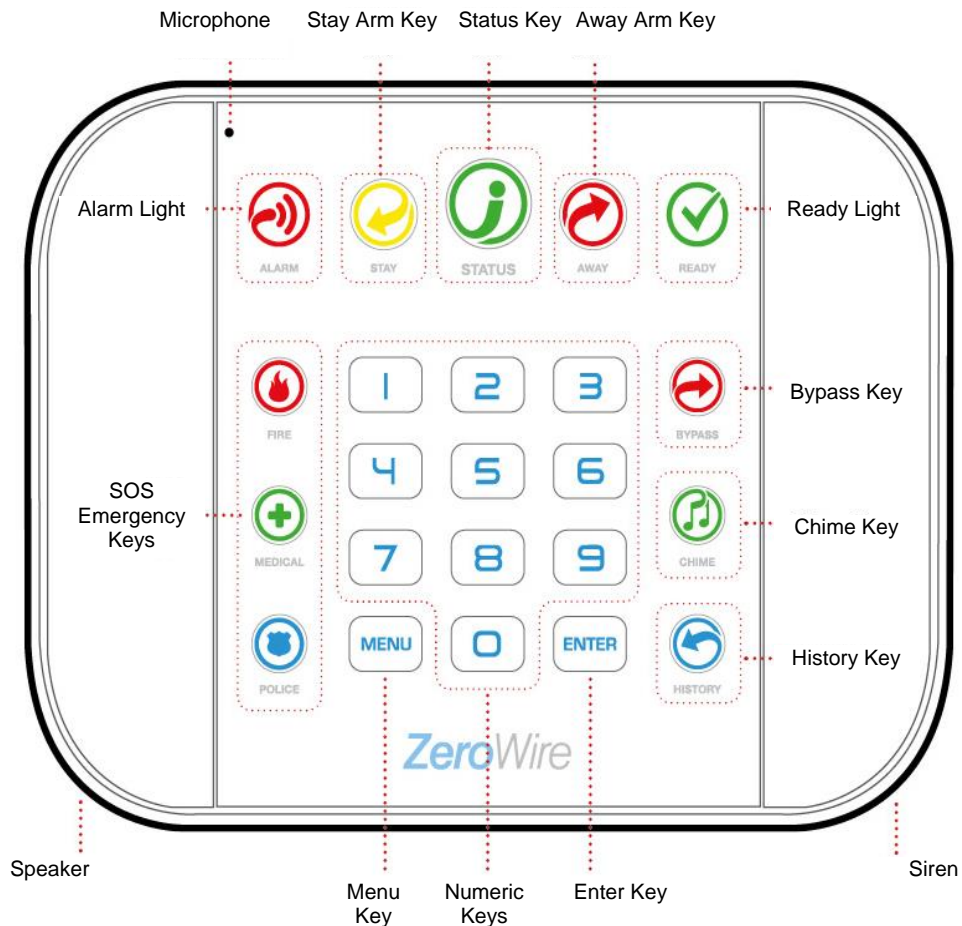 Microphone
Stay Arm Key
Status Key
Away Arm Key
Alarm Light
ALARM
STAY
STATUS
AWAY
READY
Ready Light
FIRE
1
2
3
BYPASS
Bypass Key
SOS
Emergency
Keys
MEDICAL
4
5
6
CHIME
Chime Key
7
8
9
POLICE
MENU
0
ENTER
HISTORY
History Key
ZeroWire
Speaker
Siren
Menu
Key
Numeric
Keys
Enter Key